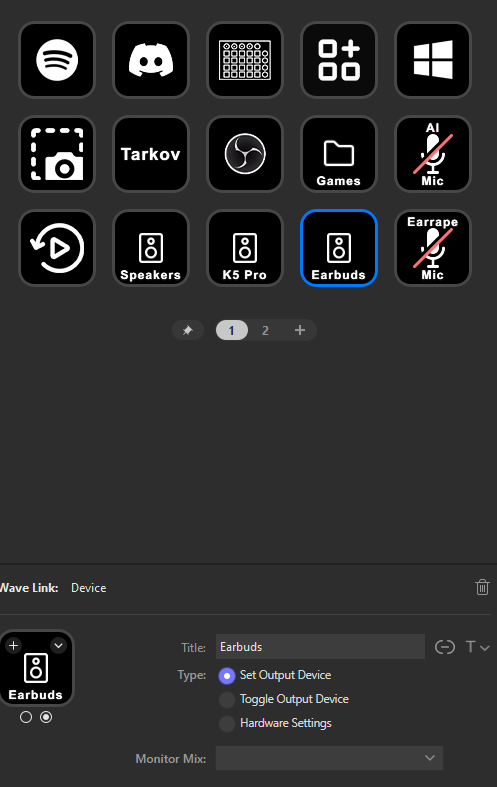 AI
Tarkov
Games
Mic
Earrape
Speakers
K5 Pro
Earbuds
Mic
1
2
+
Wave Link: Device
Title: Earbuds
T
Type: Set Output Device
Earbuds
Toggle Output Device
Hardware Settings
Monitor Mix: